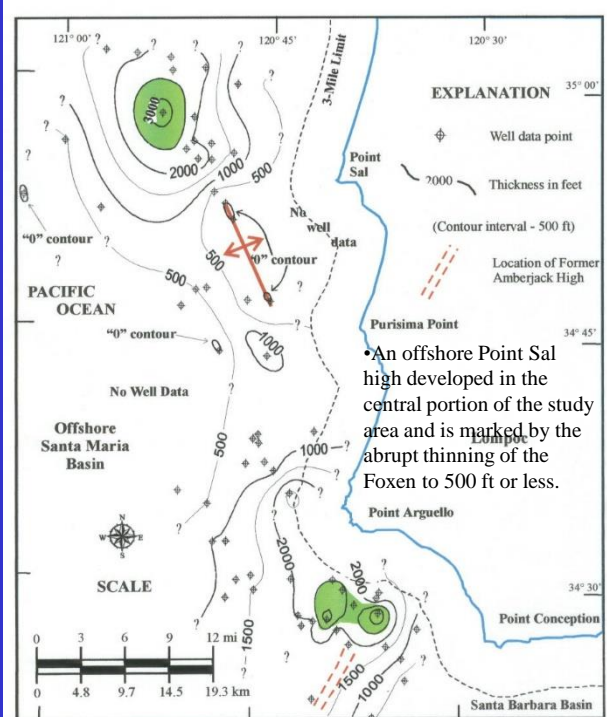 121° 00'
120° 45'
120° 30'
3-Mile Limit
EXPLANATION
35° 00'
Well data point
2000
Thickness in feet
(Contour interval - 500 ft)
Location of Former
Amberjack High
3000
2000
1000
500
Point
Sal
No
well
data
"0" contour
"0" contour
500
500
PACIFIC
OCEAN
"0" contour
1000
Purisima Point
34° 45'
•An offshore Point Sal
high developed in the
central portion of the study
area and is marked by the
abrupt thinning of the
Foxen to 500 ft or less.
Lompoc
No Well Data
Offshore
Santa Maria
Basin
500
1000
?
N
W
E
S
Point Arguello
2000
2000
SCALE
34° 30'
Point Conception
1500
1500
1000
0 3 6 9 12 mi
0 4.8 9.7 14.5 19.3 km
Santa Barbara Basin